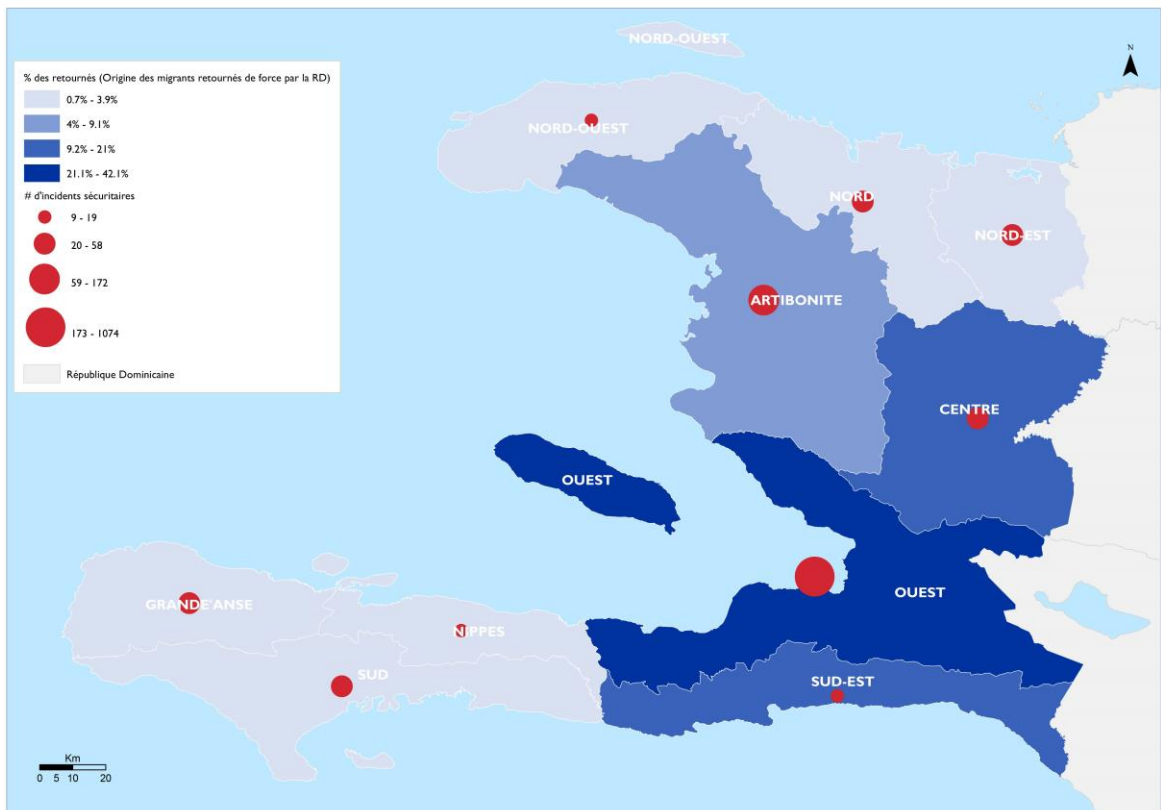 % des retournés (Origine des migrants retournés de force par la RD)
0.7% - 3.9%
4% - 9.1%
9.2% - 21%
21.1% - 42.1%
# d'incidents sécuritaires
9 - 19
20 - 58
59 - 172
173 - 1074
République Dominicaine
N
NORD-OUEST
NORD-OUEST
NORD
NORD-EST
ARTIBONITE
CENTRE
OUEST
OUEST
GRANDE'ANSE
NIPPES
SUD
SUD-EST
Km
0 5 10 20